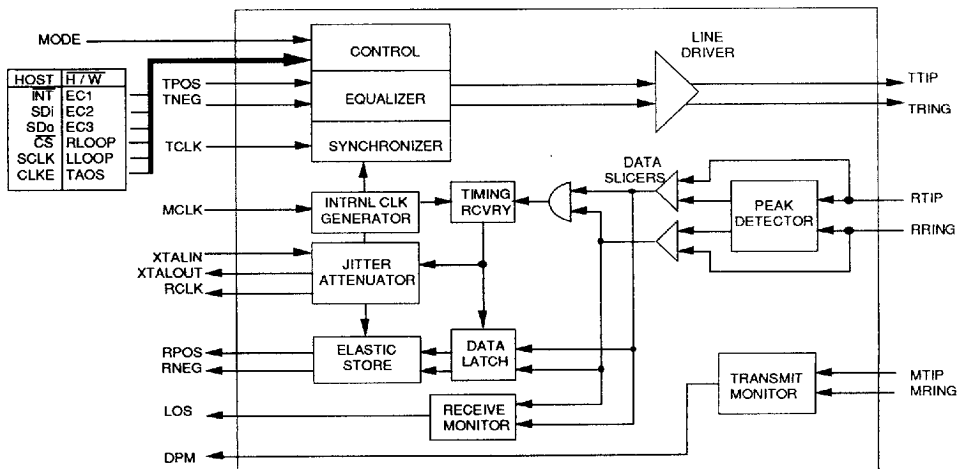 MODE
CONTROL
LINE
DRIVER
HOST H / W
INT EC1
SDi EC2
SDo EC3
CS RLOOP
SCLK LLOOP
CLKE TAOS
TPOS
TNEG
EQUALIZER
TTIP
TRING
TCLK
SYNCHRONIZER
DATA
SLICERS
MCLK
INTRNL CLK
GENERATOR
TIMING
RCVRY
PEAK
DETECTOR
RTIP
RRING
XTALIN
XTALOUT
RCLK
JITTER
ATTENUATOR
RPOS
RNEG
ELASTIC
STORE
DATA
LATCH
TRANSMIT
MONITOR
MTIP
MRING
LOS
RECEIVE
MONITOR
DPM